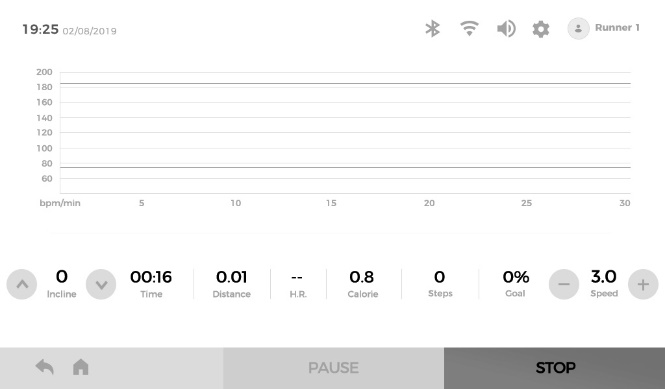 19:25 02/08/2019
Runner 1
200
180
160
140
120
100
80
60
bpm/min 5 10 15 20 25 30
0 00:16 0.01 -- 0.8 0 0% 3.0
Incline Time Distance H.R. Calorie Steps Goal Speed
PAUSE STOP